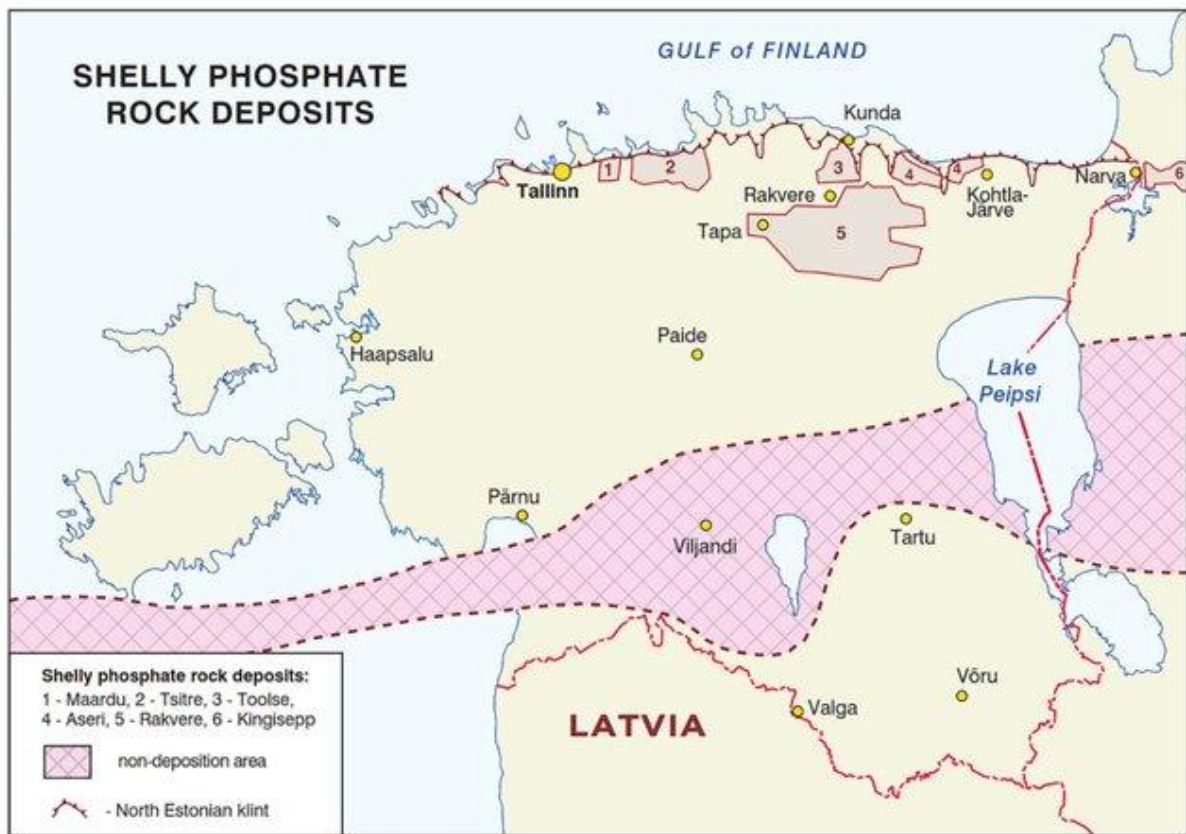 SHELLY PHOSPHATE
ROCK DEPOSITS
GULF of FINLAND
Kunda
Tallinn
1
2
3
4
4
Kohtla-
Järve
Narva
6
Rakvere
Tapa
5
Haapsalu
Paide
Lake
Peipsi
Pärnu
Viljandi
Tartu
Võru
Valga
LATVIA
Shelly phosphate rock deposits:
1 - Maardu, 2 - Tsitre, 3 - Toolse,
4 - Aseri, 5 - Rakvere, 6 - Kingisepp
non-deposition area
- North Estonian klint